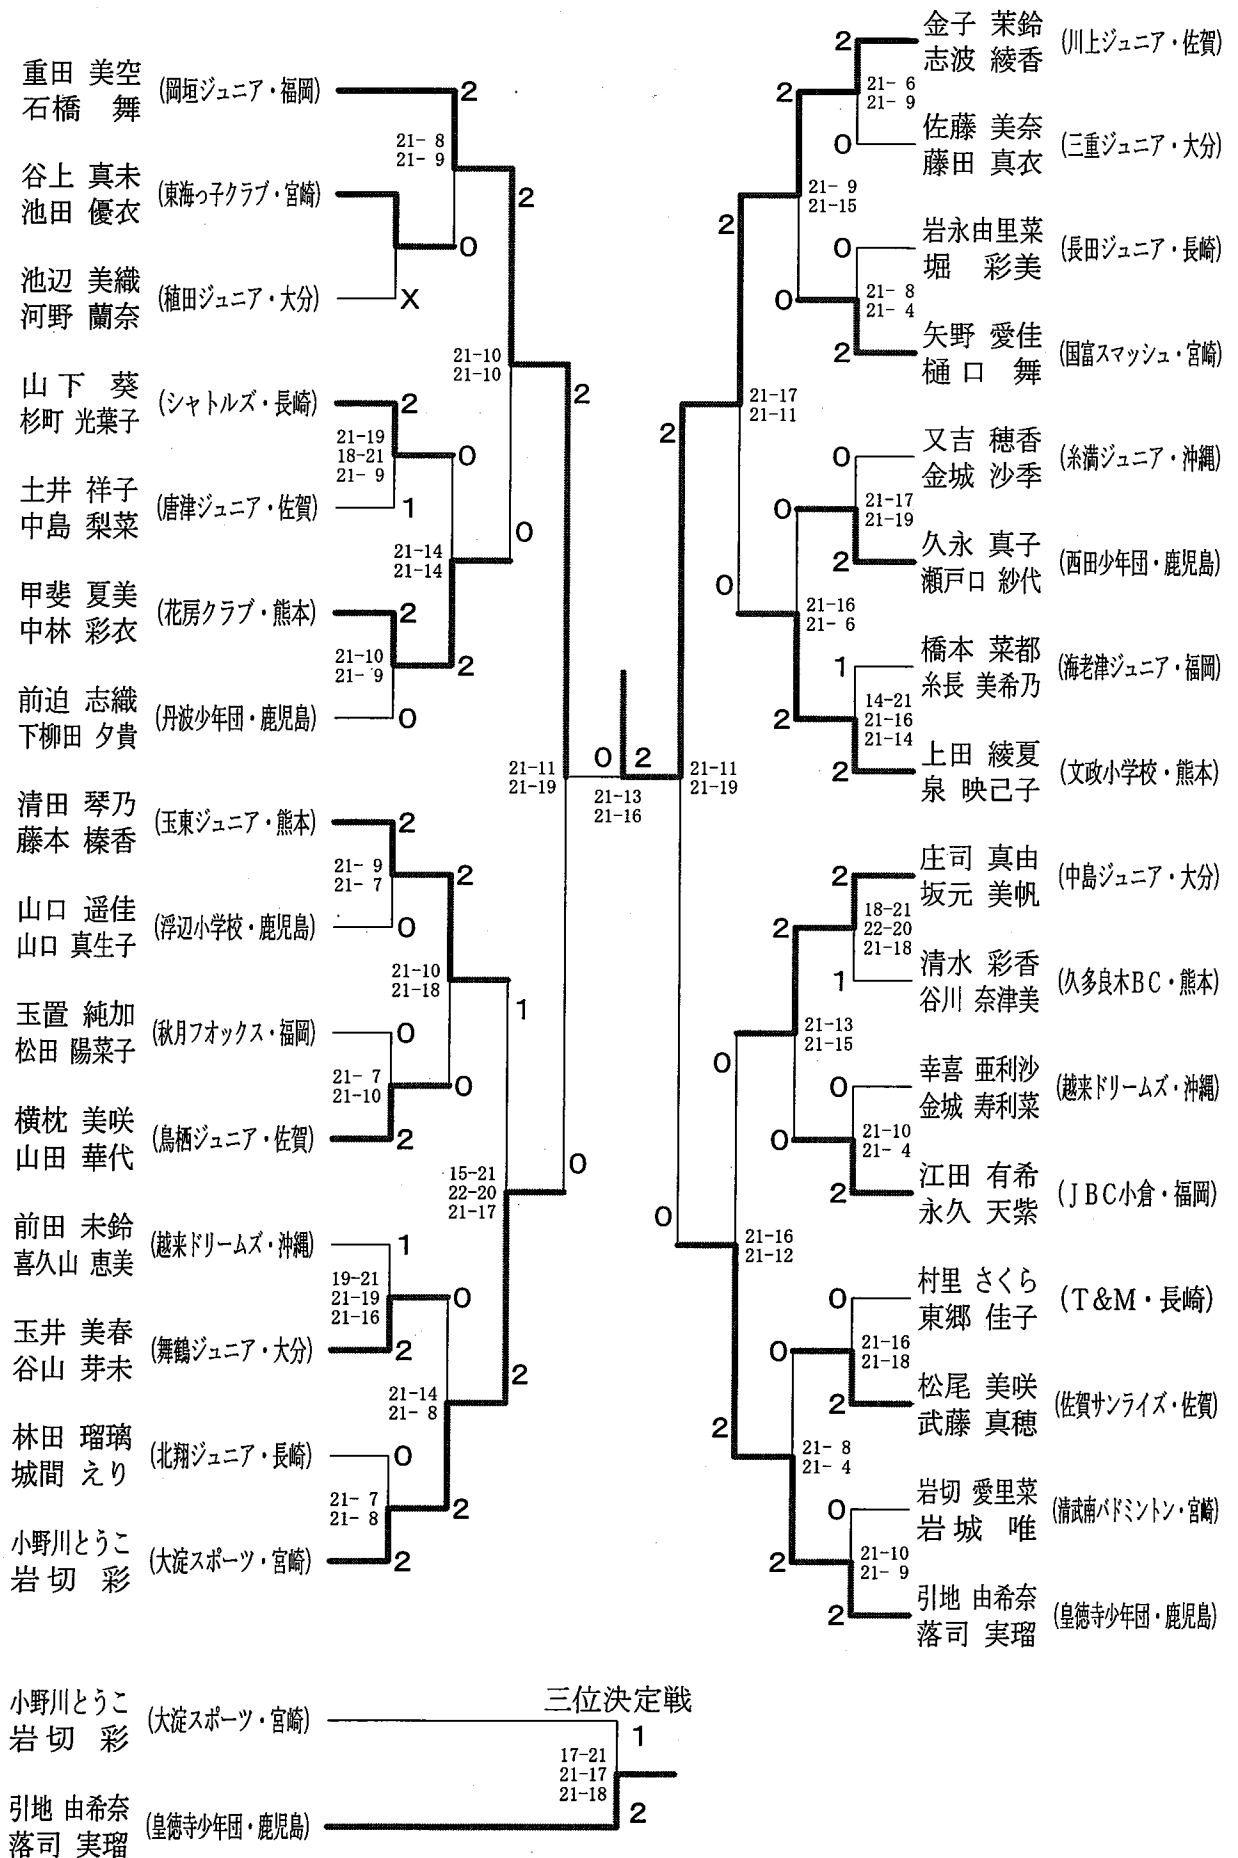 重田 美空
石橋 舞
(岡垣ジュニア・福岡)
2
21- 8
21- 9
谷上 真未
池田 優衣
(東海っ子クラブ・宮崎)
0
2
池辺 美織
河野 蘭奈
(稙田ジュニア・大分)
X
21-10
21-10
2
山下 葵
杉町 光葉子
(シャトルズ・長崎)
2
21-19
18-21
21- 9
0
土井 祥子
中島 梨菜
(唐津ジュニア・佐賀)
1
21-14
21-14
0
甲斐 夏美
中林 彩衣
(花房クラブ・熊本)
2
21-10
21- 9
2
前迫 志織
下柳田 夕貴
(丹波少年団・鹿児島)
0
21-11
21-19
清田 琴乃
藤本 榛香
(玉東ジュニア・熊本)
2
21- 9
21- 7
2
山口 遥佳
山口 真生子
(浮辺小学校・鹿児島)
0
21-10
21-18
1
玉置 純加
松田 陽菜子
(秋月フオックス・福岡)
0
21- 7
21-10
0
横枕 美咲
山田 華代
(鳥栖ジュニア・佐賀)
2
15-21
22-20
21-17
0
前田 未鈴
喜久山 恵美
(越来ドリームズ・沖縄)
1
19-21
21-19
21-16
0
玉井 美春
谷山 芽未
(舞鶴ジュニア・大分)
2
21-14
21- 8
2
林田 瑠璃
城間 えり
(北翔ジュニア・長崎)
0
21- 7
21- 8
2
小野川とうこ
岩切 彩
(大淀スポーツ・宮崎)
2
0
2
21-13
21-16
金子 茉鈴
志波 綾香
(川上ジュニア・佐賀)
2
21- 6
21- 9
2
佐藤 美奈
藤田 真衣
(三重ジュニア・大分)
0
21- 9
21-15
2
岩永由里菜
堀 彩美
(長田ジュニア・長崎)
0
21- 8
21- 4
0
矢野 愛佳
樋口 舞
(国富スマッシュ・宮崎)
2
21-17
21-11
2
又吉 穂香
金城 沙季
(糸満ジュニア・沖縄)
0
21-17
21-19
0
久永 真子
瀬戸口 紗代
(西田少年団・鹿児島)
2
21-16
21- 6
0
橋本 菜都
糸長 美希乃
(海老津ジュニア・福岡)
1
14-21
21-16
21-14
2
上田 綾夏
泉 映己子
(文政小学校・熊本)
2
21-11
21-19
庄司 真由
坂元 美帆
(中島ジュニア・大分)
2
18-21
22-20
21-18
2
清水 彩香
谷川 奈津美
(久多良木BC・熊本)
1
21-13
21-15
0
幸喜 亜利沙
金城 寿利菜
(越来ドリームズ・沖縄)
0
21-10
21- 4
0
江田 有希
永久 天紫
(JBC小倉・福岡)
2
21-16
21-12
0
村里 さくら
東郷 佳子
(T&M・長崎)
0
21-16
21-18
0
松尾 美咲
武藤 真穂
(佐賀サンライズ・佐賀)
2
21- 8
21- 4
2
岩切 愛里菜
岩城 唯
(清武南バドミントン・宮崎)
0
21-10
21- 9
2
引地 由希奈
落司 実瑠
(皇徳寺少年団・鹿児島)
2
三位決定戦
小野川とうこ
岩切 彩
(大淀スポーツ・宮崎)
1
17-21
21-17
21-18
引地 由希奈
落司 実瑠
(皇徳寺少年団・鹿児島)
2